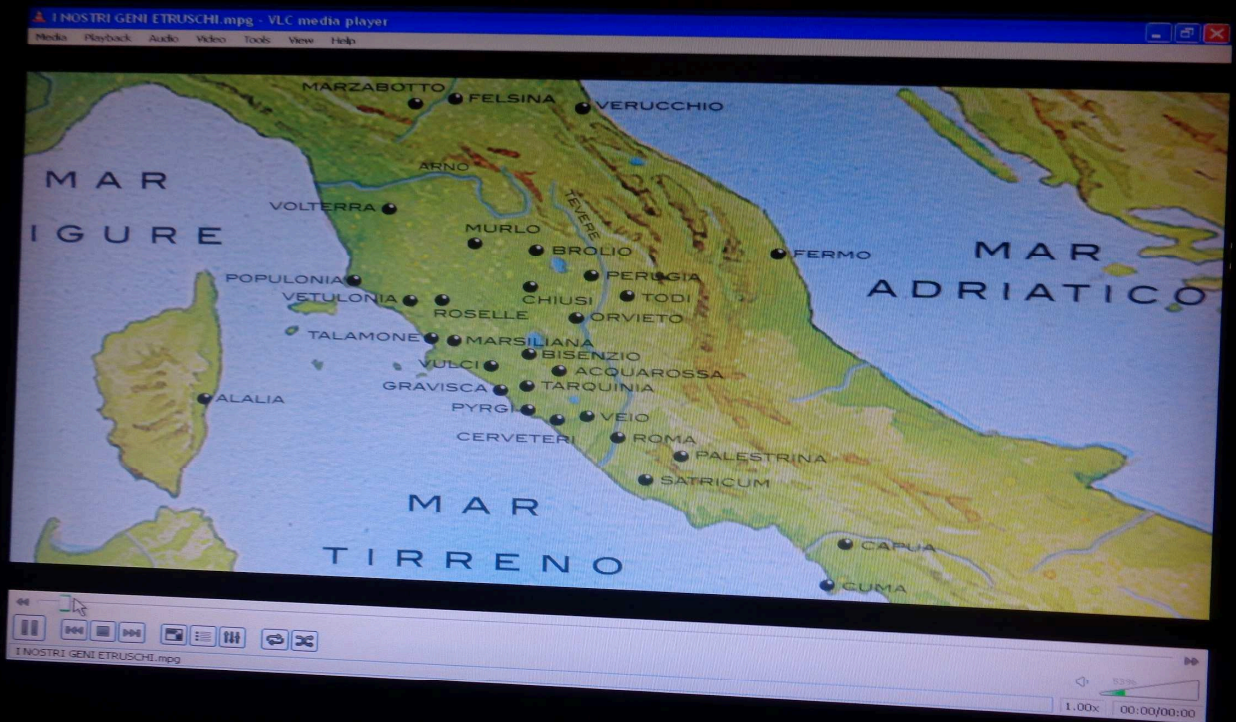 I NOSTRI GENI ETRUSCHI.mpg - VLC media player
Media Playback Audio Video Tools View Help
MARZABOTTO
FELSINA
VERUCCHIO
ARNO
MAR
IGURE
VOLTERRA
TEVERE
MURLO
BROLIO
FERMO
MAR
ADRIATICO
POPULONIA
PERUGIA
VETULONIA
CHIUSI
TODI
ROSELLE
ORVIETO
TALAMONE
MARSILIANA
BISENZIO
VULCI
ACQUAROSSA
GRAVISCA
TARQUINIA
ALALIA
PYRGI
VEIO
CERVETERI
ROMA
PALESTRINA
SATRICUM
MAR
TIRRENO
CAPUA
CUMA
I NOSTRI GENI ETRUSCHI.mpg
53%
1.00x
00:00/00:00